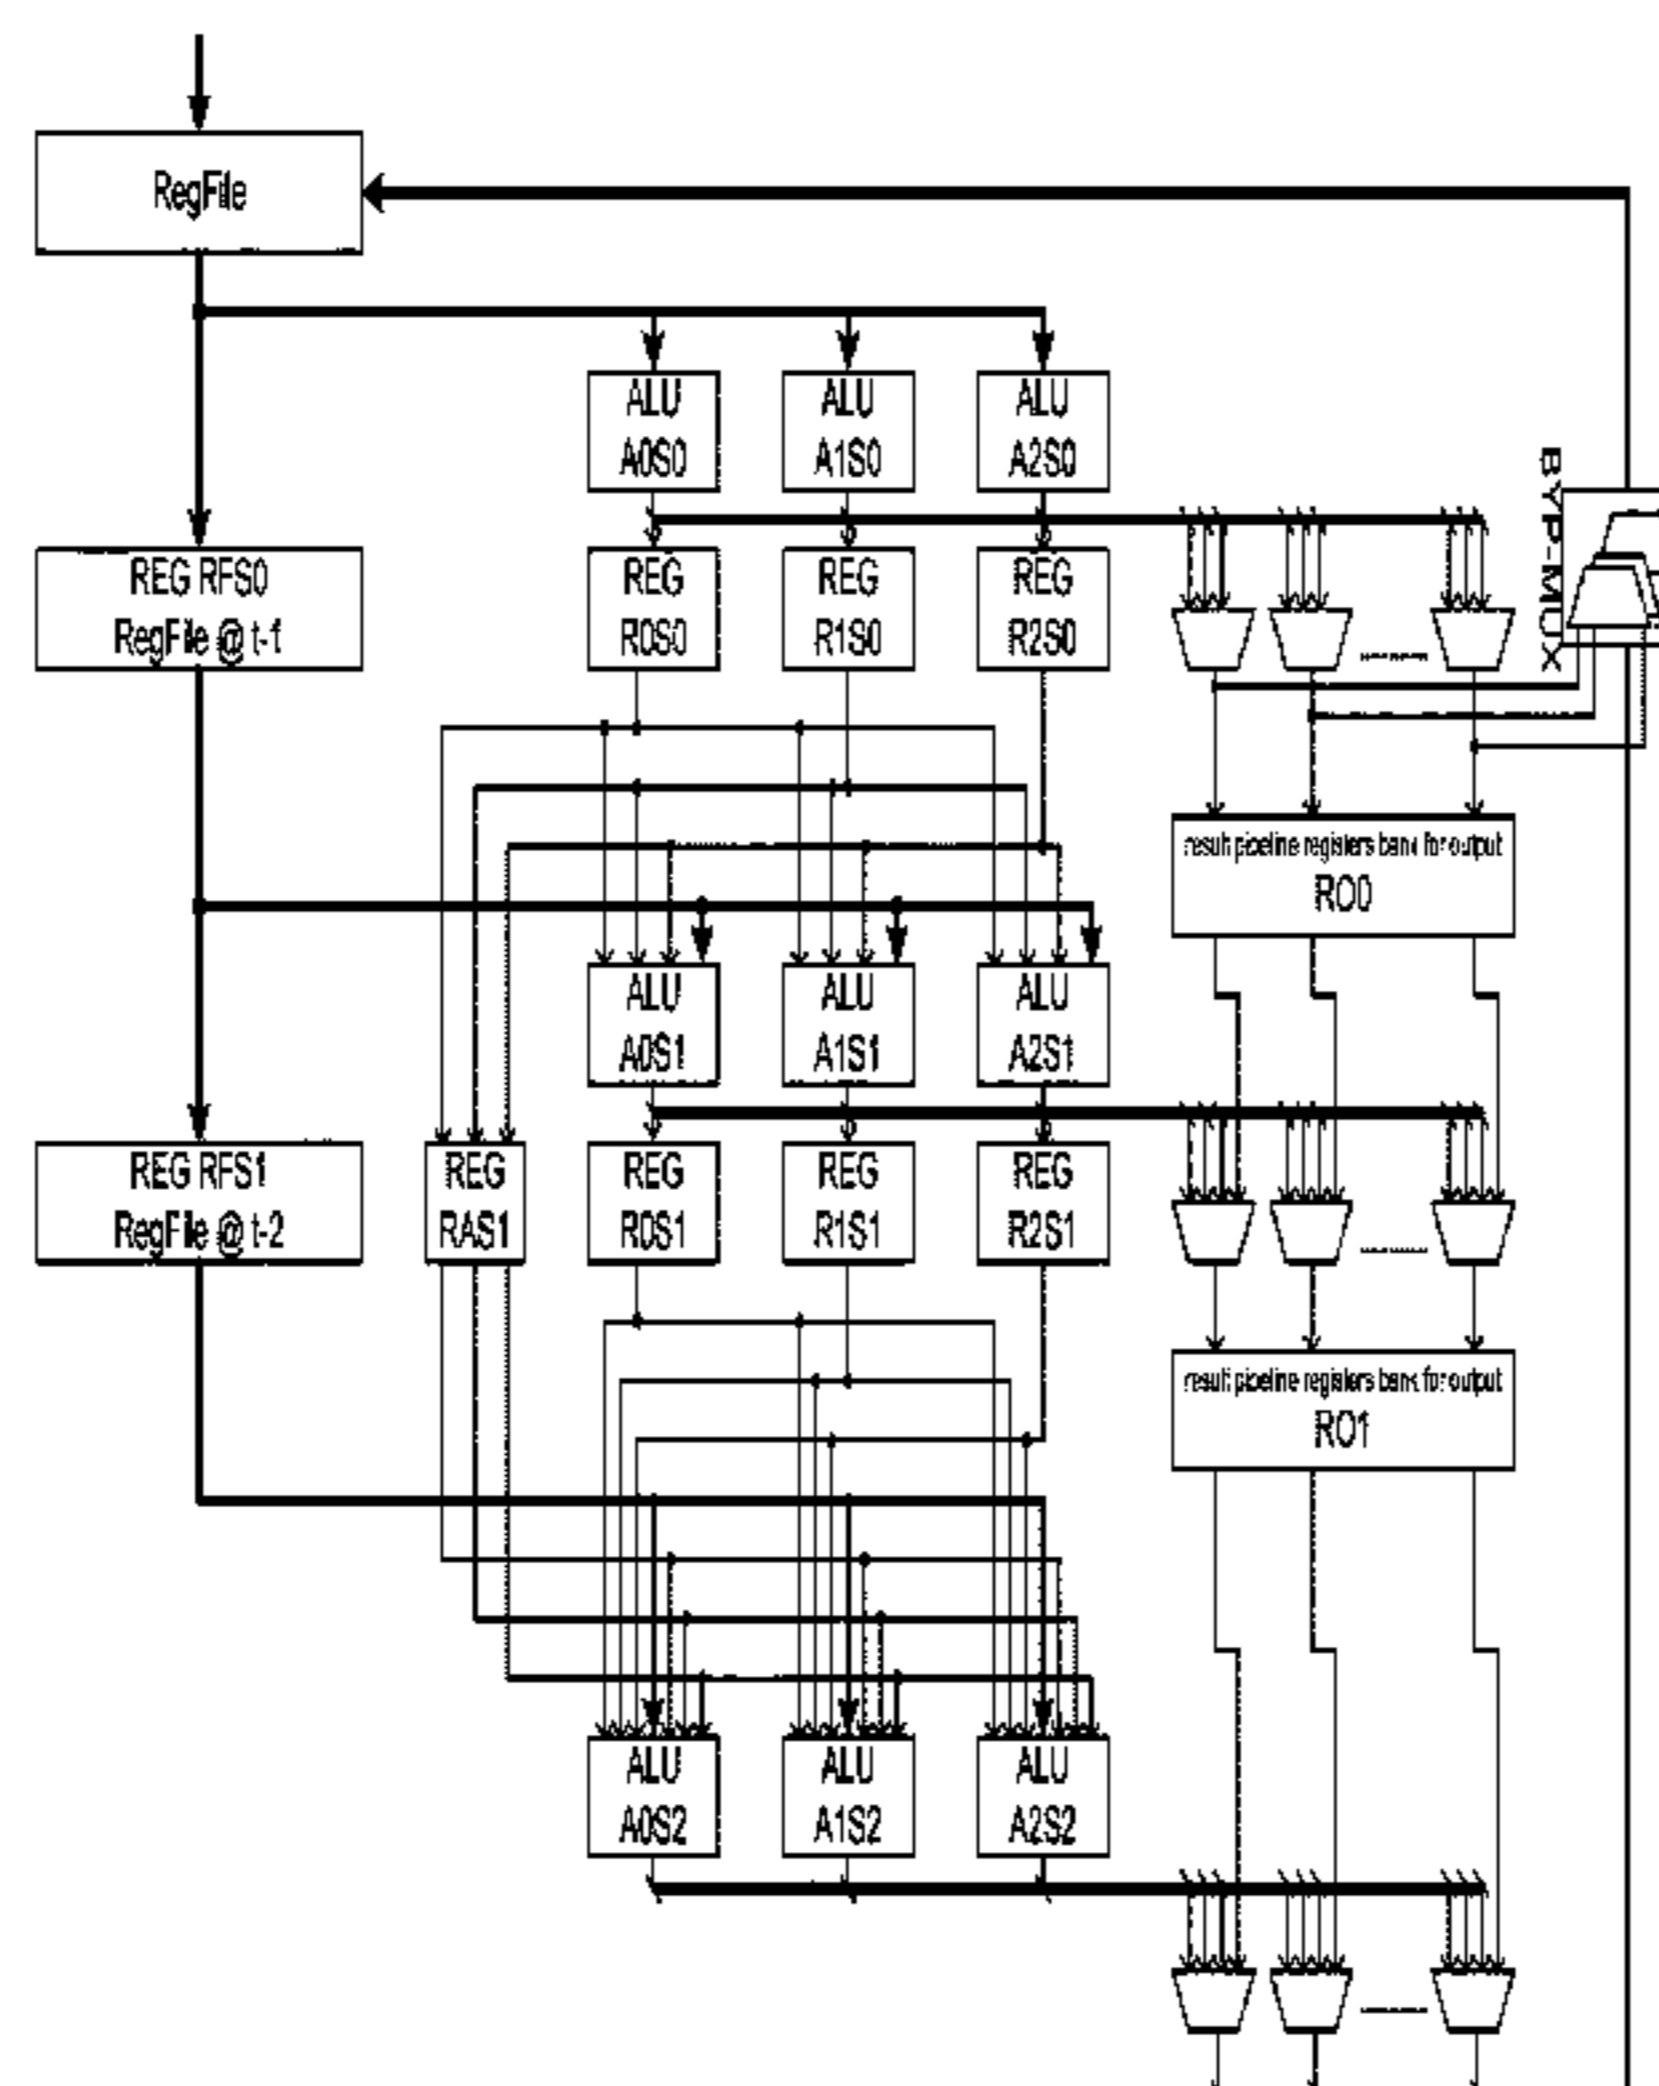 RegFile
ALU
A0S0
ALU
A1S0
ALU
A2S0
BYP-MUX
REG RFS0
RegFile @ t-1
REG
R0S0
REG
R1S0
REG
R2S0
result pipeline registers bank for output
RO0
ALU
A0S1
ALU
A1S1
ALU
A2S1
REG RFS1
RegFile @ t-2
REG
RAS1
REG
R0S1
REG
R1S1
REG
R2S1
result pipeline registers bank for output
RO1
ALU
A0S2
ALU
A1S2
ALU
A2S2